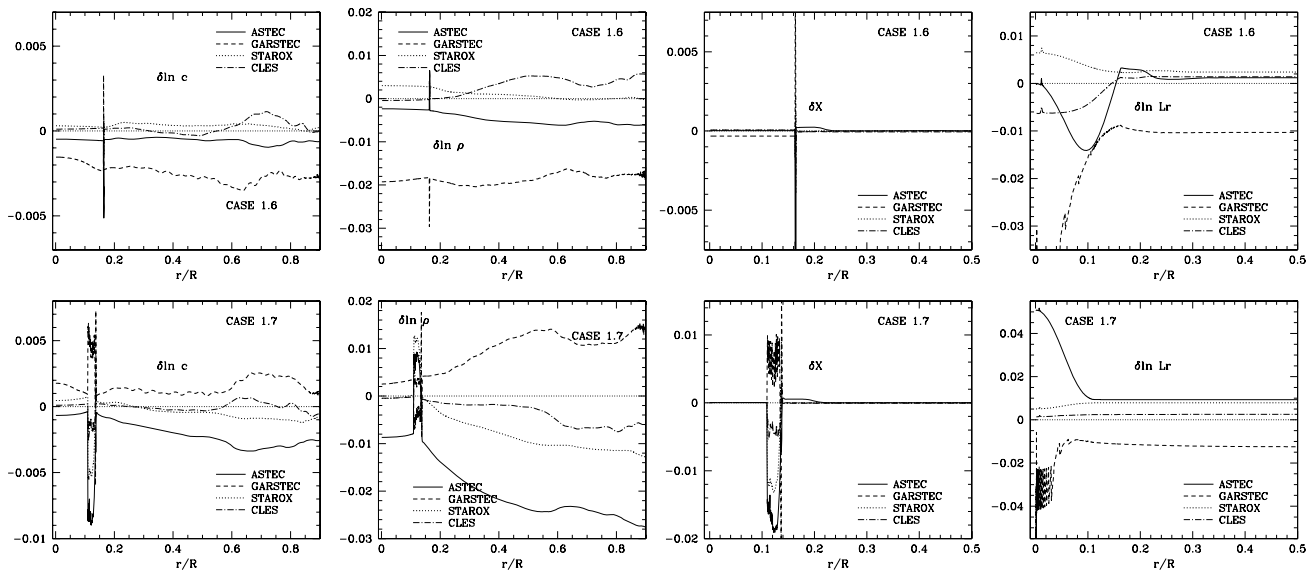 0.005
0
-0.005
ASTEC
GARSTEC
STAROX
CLES
δln c
CASE 1.6
0 0.2 0.4 0.6 0.8
r/R
0.02
0.01
0
-0.01
-0.02
-0.03
ASTEC
GARSTEC
STAROX
CLES
CASE 1.6
δln ρ
0 0.2 0.4 0.6 0.8
r/R
0.005
0
-0.005
CASE 1.6
δX
ASTEC
GARSTEC
STAROX
CLES
0 0.1 0.2 0.3 0.4 0.5
r/R
0.01
0
-0.01
-0.02
-0.03
CASE 1.6
δln Lr
ASTEC
GARSTEC
STAROX
CLES
0 0.1 0.2 0.3 0.4 0.5
r/R
0.005
0
-0.005
-0.01
CASE 1.7
δln c
ASTEC
GARSTEC
STAROX
CLES
0 0.2 0.4 0.6 0.8
r/R
0.02
0.01
0
-0.01
-0.02
-0.03
δln ρ
CASE 1.7
ASTEC
GARSTEC
STAROX
CLES
0 0.2 0.4 0.6 0.8
r/R
0.01
0
-0.01
-0.02
CASE 1.7
δX
ASTEC
GARSTEC
STAROX
CLES
0 0.1 0.2 0.3 0.4 0.5
r/R
0.04
0.02
0
-0.02
-0.04
CASE 1.7
δln Lr
ASTEC
GARSTEC
STAROX
CLES
0 0.1 0.2 0.3 0.4 0.5
r/R